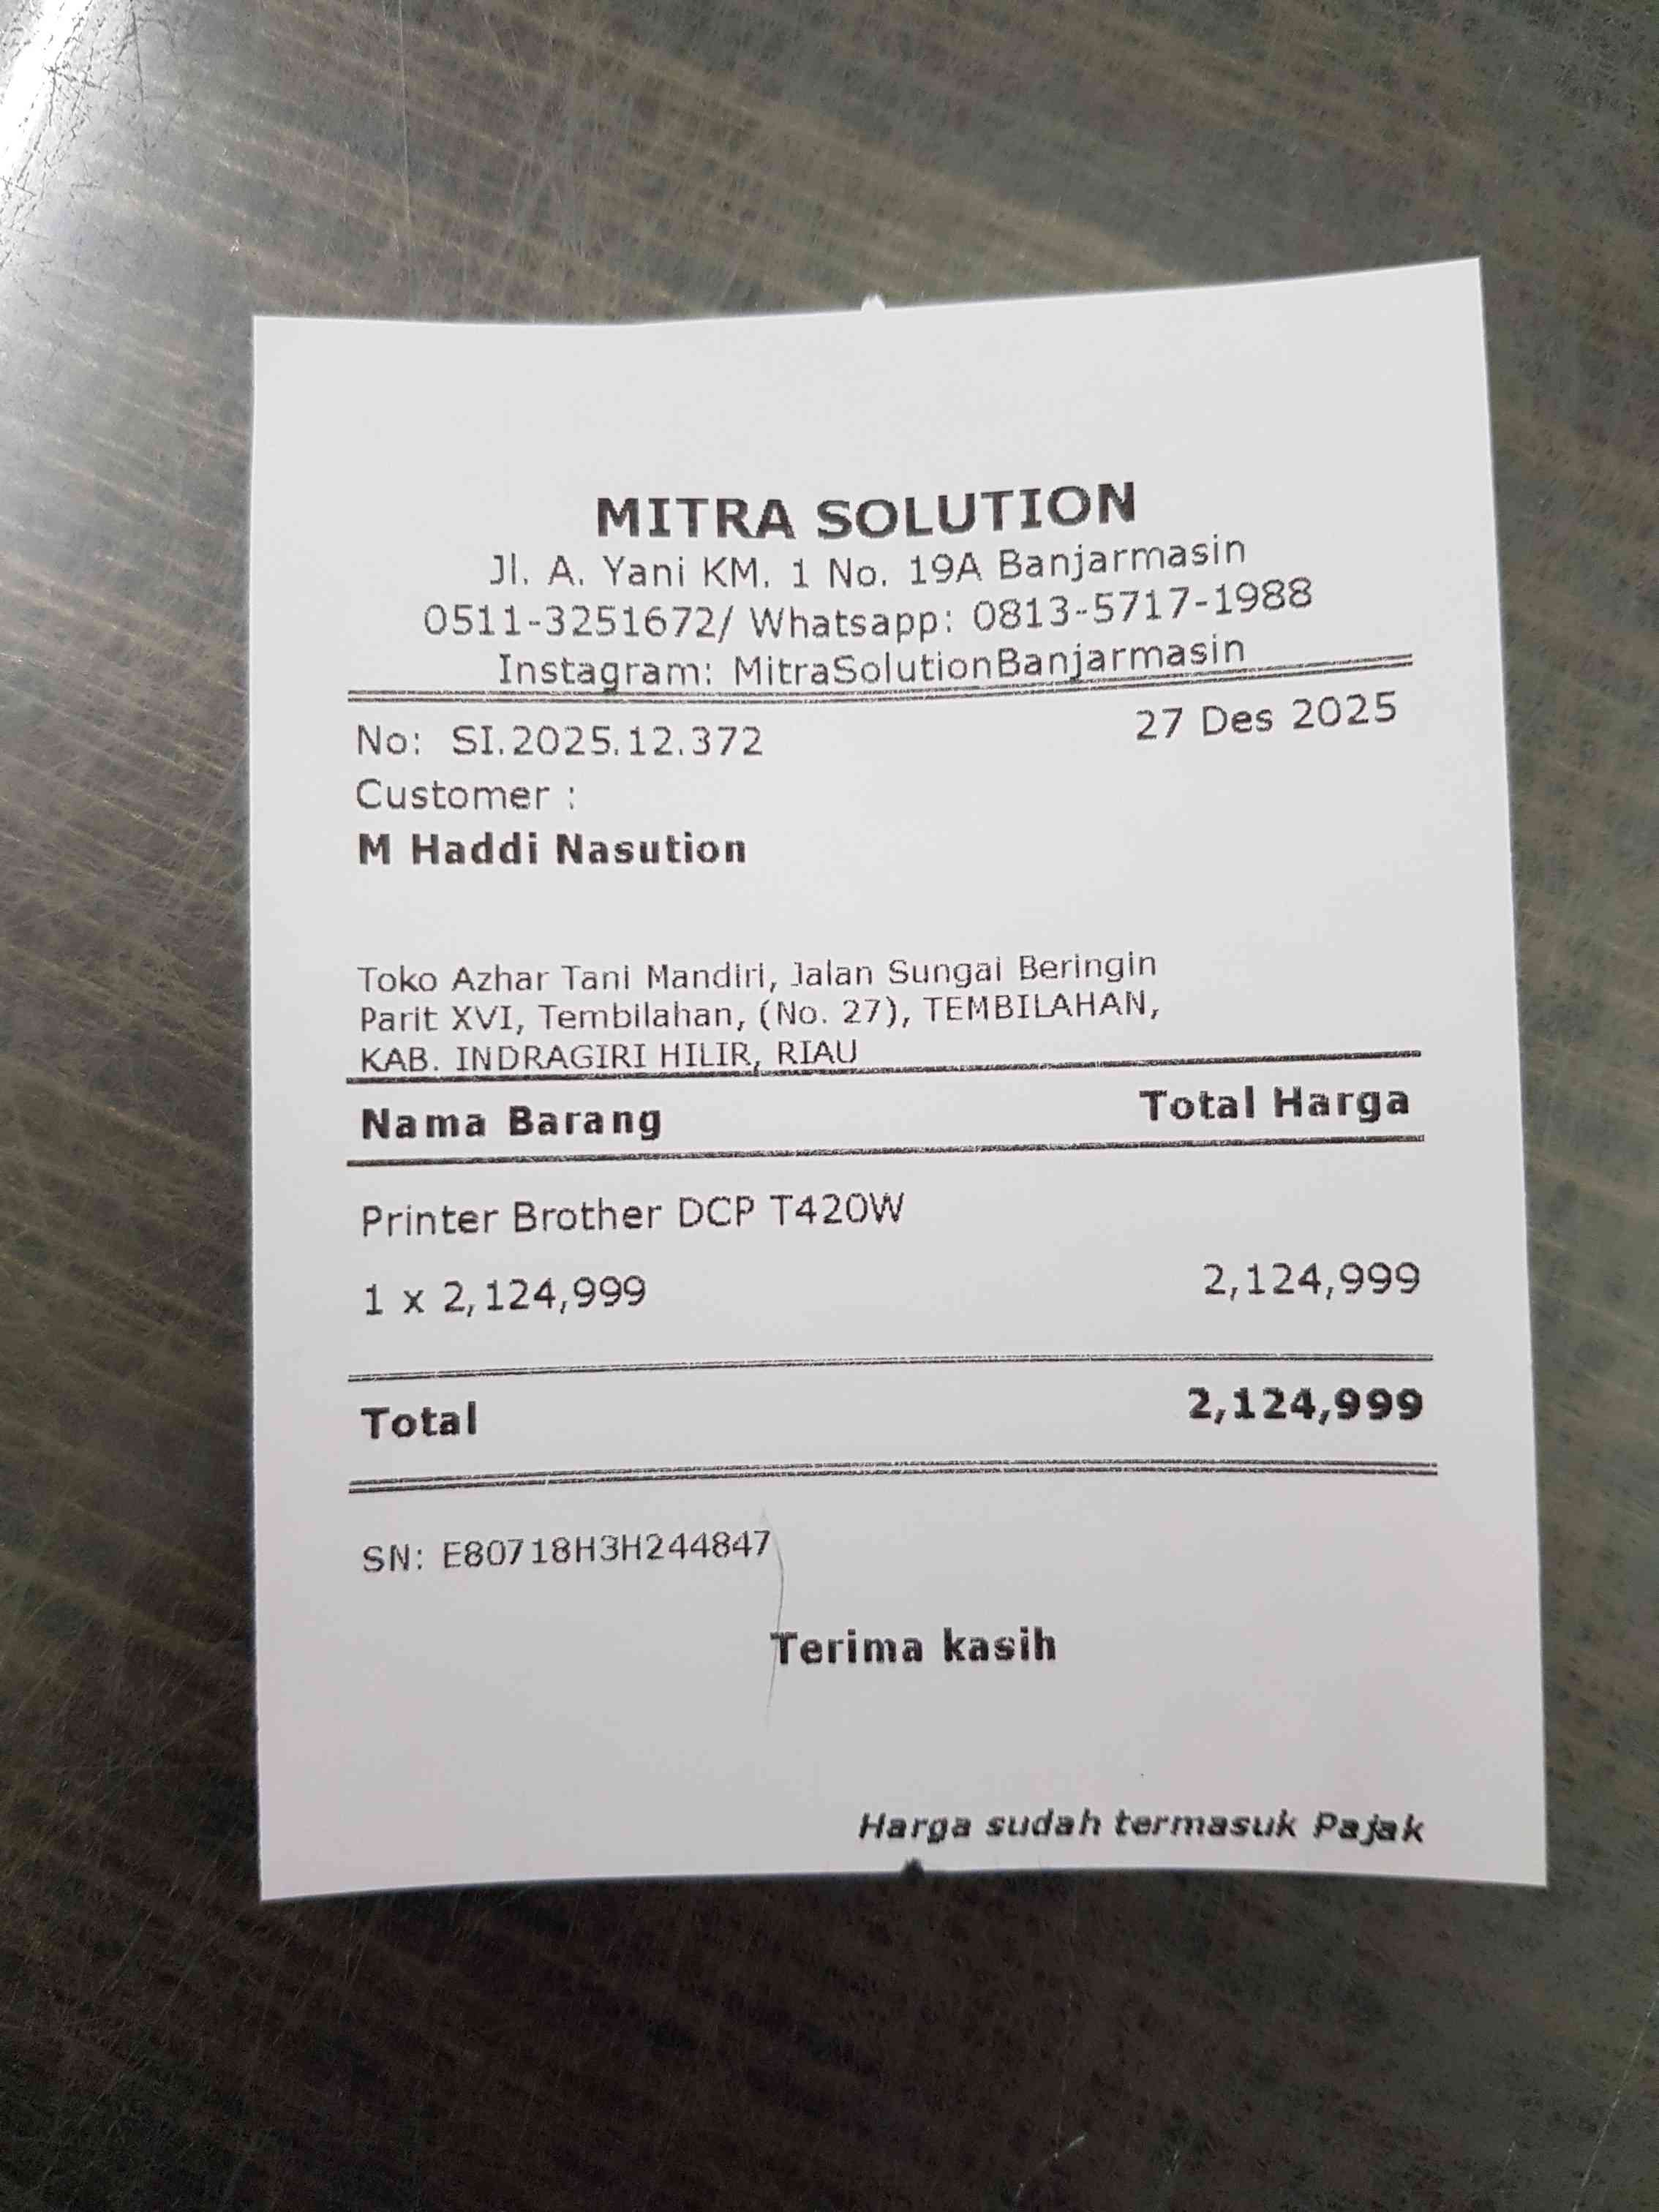 MITRA SOLUTION
Jl. A. Yani KM. 1 No. 19A Banjarmasin
0511-3251672/ Whatsapp: 0813-5717-1988
Instagram: MitraSolutionBanjarmasin
No: SI.2025.12.372 27 Des 2025
Customer :
M Haddi Nasution
Toko Azhar Tani Mandiri, Jalan Sungai Beringin
Parit XVI, Tembilahan, (No. 27), TEMBILAHAN,
KAB. INDRAGIRI HILIR, RIAU
Nama Barang Total Harga
Printer Brother DCP T420W
1 x 2,124,999 2,124,999
Total 2,124,999
SN: E80718H3H244847
Terima kasih
Harga sudah termasuk Pajak